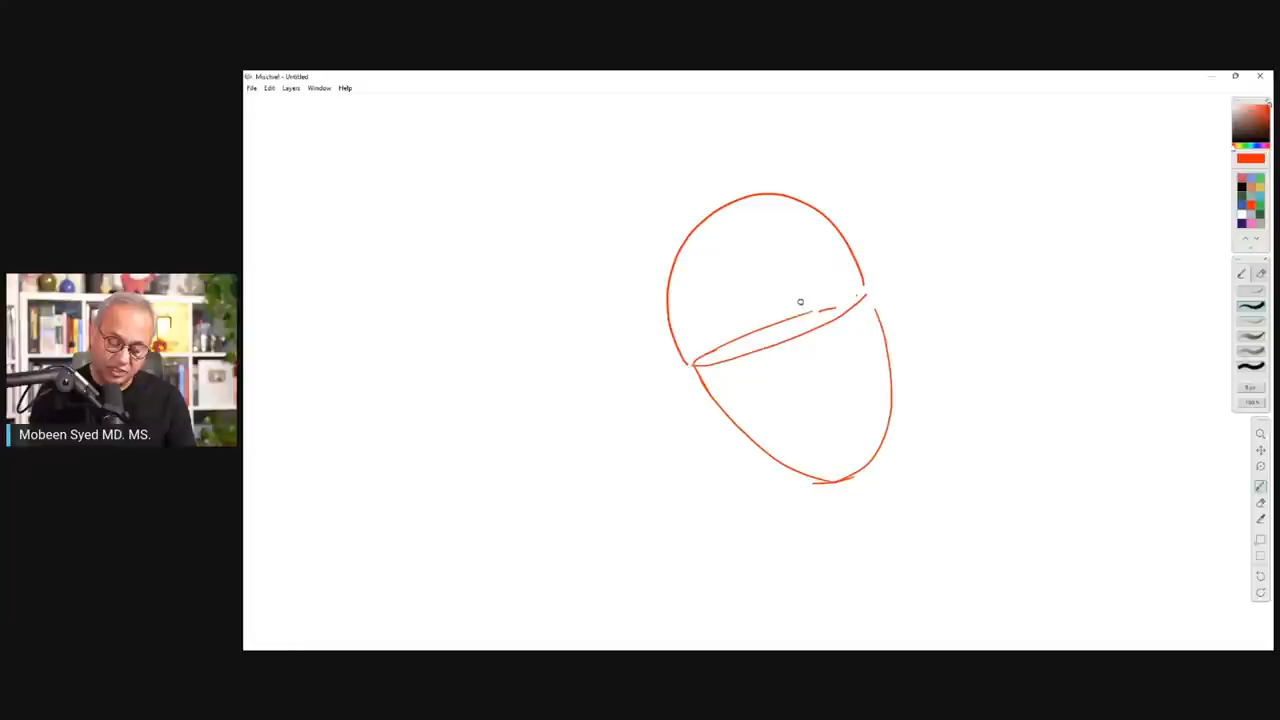 Mischief - Untitled
File Edit Layers Window Help
Mobeen Syed MD. MS.